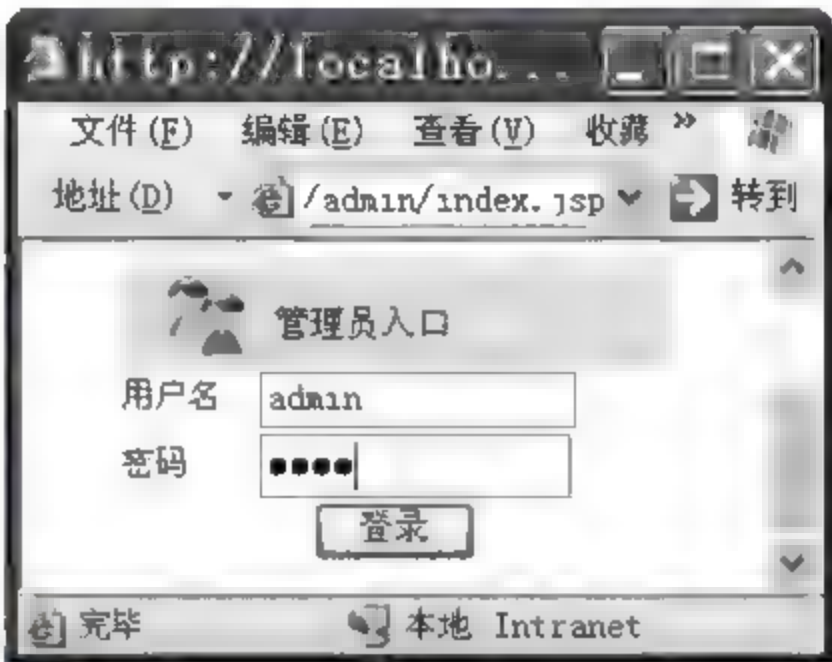 http://localho...
文件(F) 编辑(E) 查看(V) 收藏 »
地址(D) /admin/index.jsp 转到
管理员入口
用户名 admin
密码 ●●●●
登录
完毕 本地 Intranet